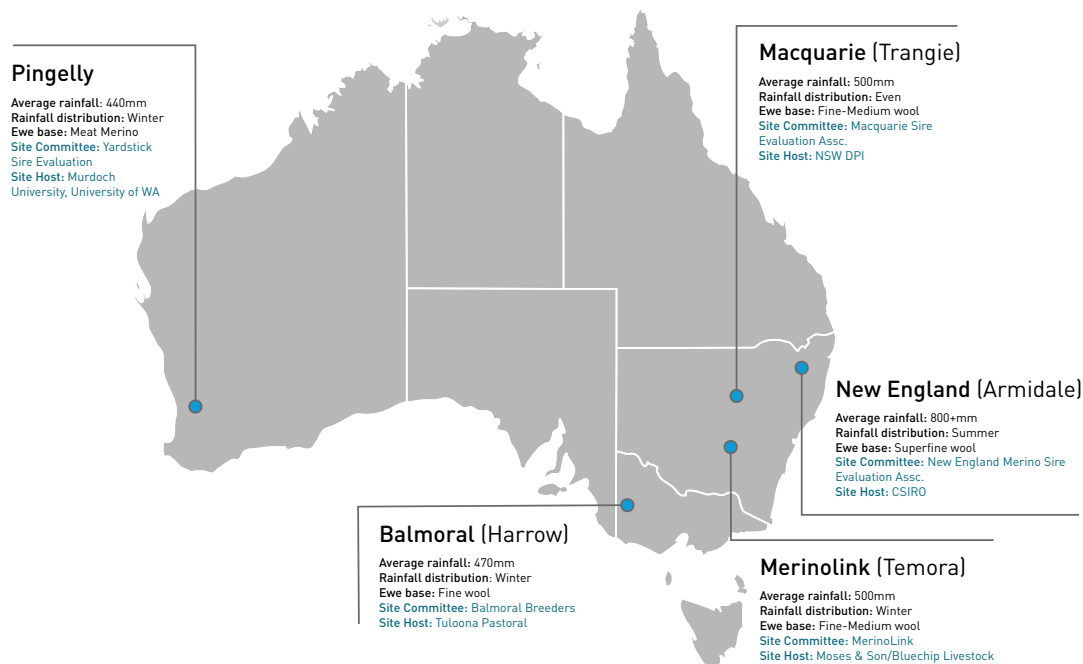 Pingelly
Average rainfall: 440mm
Rainfall distribution: Winter
Ewe base: Meat Merino
Site Committee: Yardstick
Sire Evaluation
Site Host: Murdoch
University, University of WA
Macquarie (Trangie)
Average rainfall: 500mm
Rainfall distribution: Even
Ewe base: Fine-Medium wool
Site Committee: Macquarie Sire
Evaluation Assc.
Site Host: NSW DPI
New England (Armidale)
Average rainfall: 800+mm
Rainfall distribution: Summer
Ewe base: Superfine wool
Site Committee: New England Merino Sire
Evaluation Assc.
Site Host: CSIRO
Balmoral (Harrow)
Average rainfall: 470mm
Rainfall distribution: Winter
Ewe base: Fine wool
Site Committee: Balmoral Breeders
Site Host: Tuloona Pastoral
Merinolink (Temora)
Average rainfall: 500mm
Rainfall distribution: Winter
Ewe base: Fine-Medium wool
Site Committee: MerinoLink
Site Host: Moses & Son/Bluechip Livestock